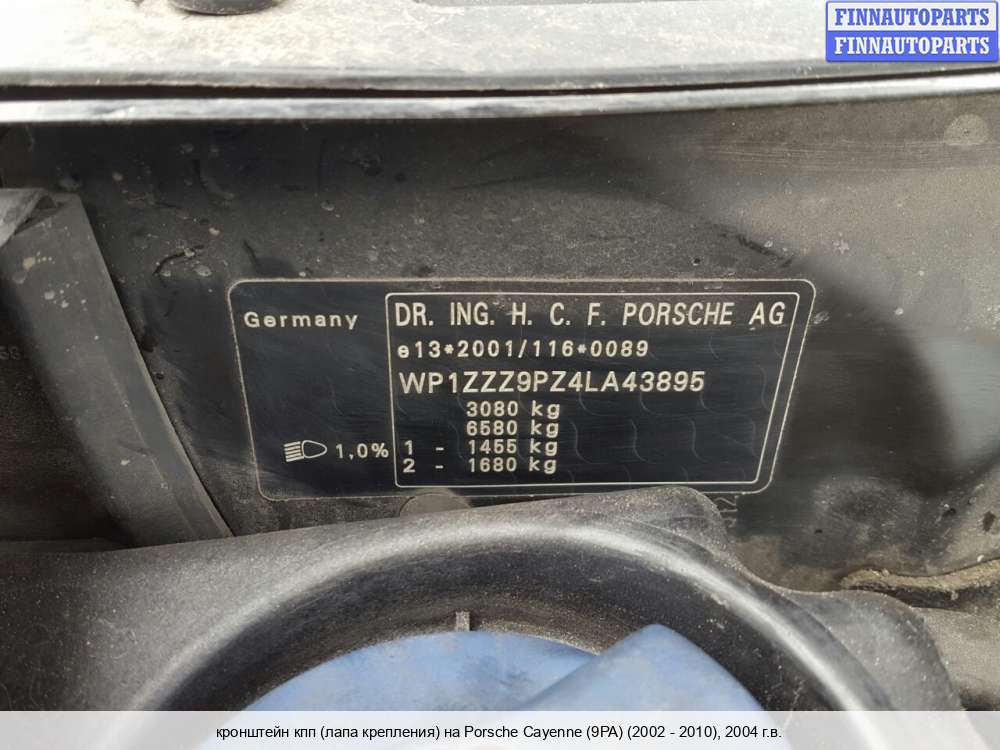 FINNAUTOPARTS
FINNAUTOPARTS
Germany
DR. ING. H. C. F. PORSCHE AG
e13*2001/116*0089
WP1ZZZ9PZ4LA43895
3080 kg
6580 kg
1 - 1455 kg
2 - 1680 kg
1,0%
кронштейн кпп (лапа крепления) на Porsche Cayenne (9PA) (2002 - 2010), 2004 г.в.